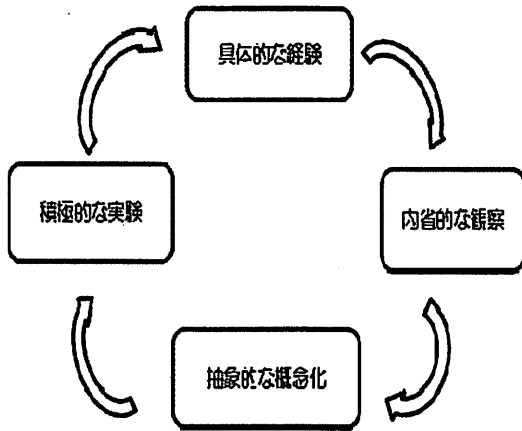 具体的な経験
内省的な観察
抽象的な概念化
積極的な実験